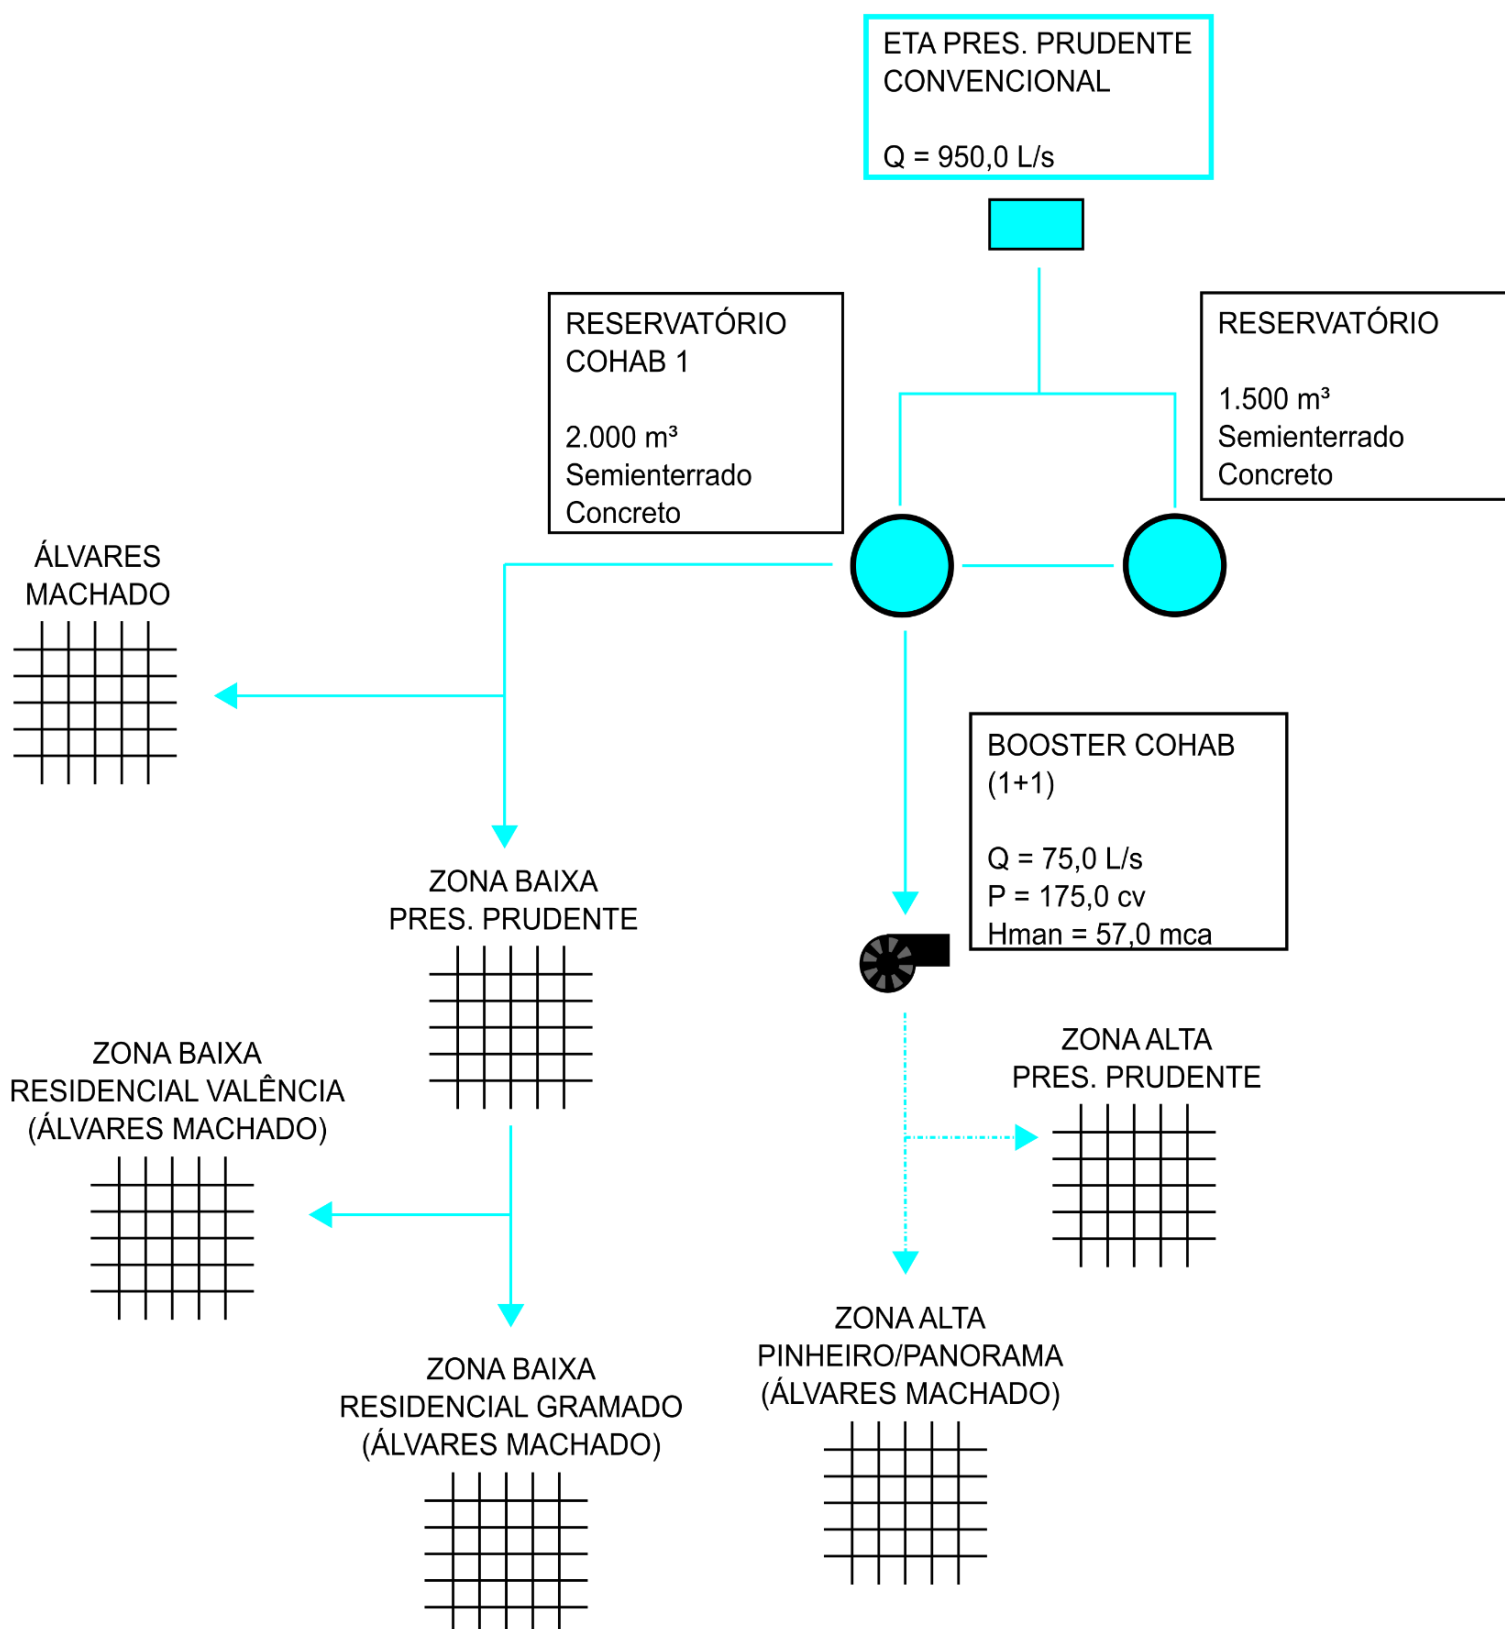 ETA PRES. PRUDENTE
CONVENCIONAL
Q = 950,0 L/s
RESERVATÓRIO
COHAB 1
2.000 m³
Semienterrado
Concreto
RESERVATÓRIO
1.500 m³
Semienterrado
Concreto
ÁLVARES
MACHADO
BOOSTER COHAB
(1+1)
Q = 75,0 L/s
P = 175,0 cv
Hman = 57,0 mca
ZONA BAIXA
PRES. PRUDENTE
ZONA BAIXA
RESIDENCIAL VALÊNCIA
(ÁLVARES MACHADO)
ZONA ALTA
PRES. PRUDENTE
ZONA ALTA
PINHEIRO/PANORAMA
(ÁLVARES MACHADO)
ZONA BAIXA
RESIDENCIAL GRAMADO
(ÁLVARES MACHADO)